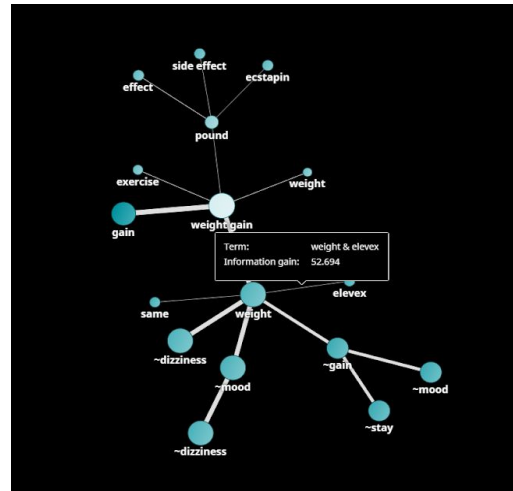 side effect
effect
ecstapin
pound
exercise
weight
weight gain
gain
Term: weight & elevex
Information gain: 52.694
elevex
same
weight
~dizziness
~gain
~mood
~mood
~stay
~dizziness